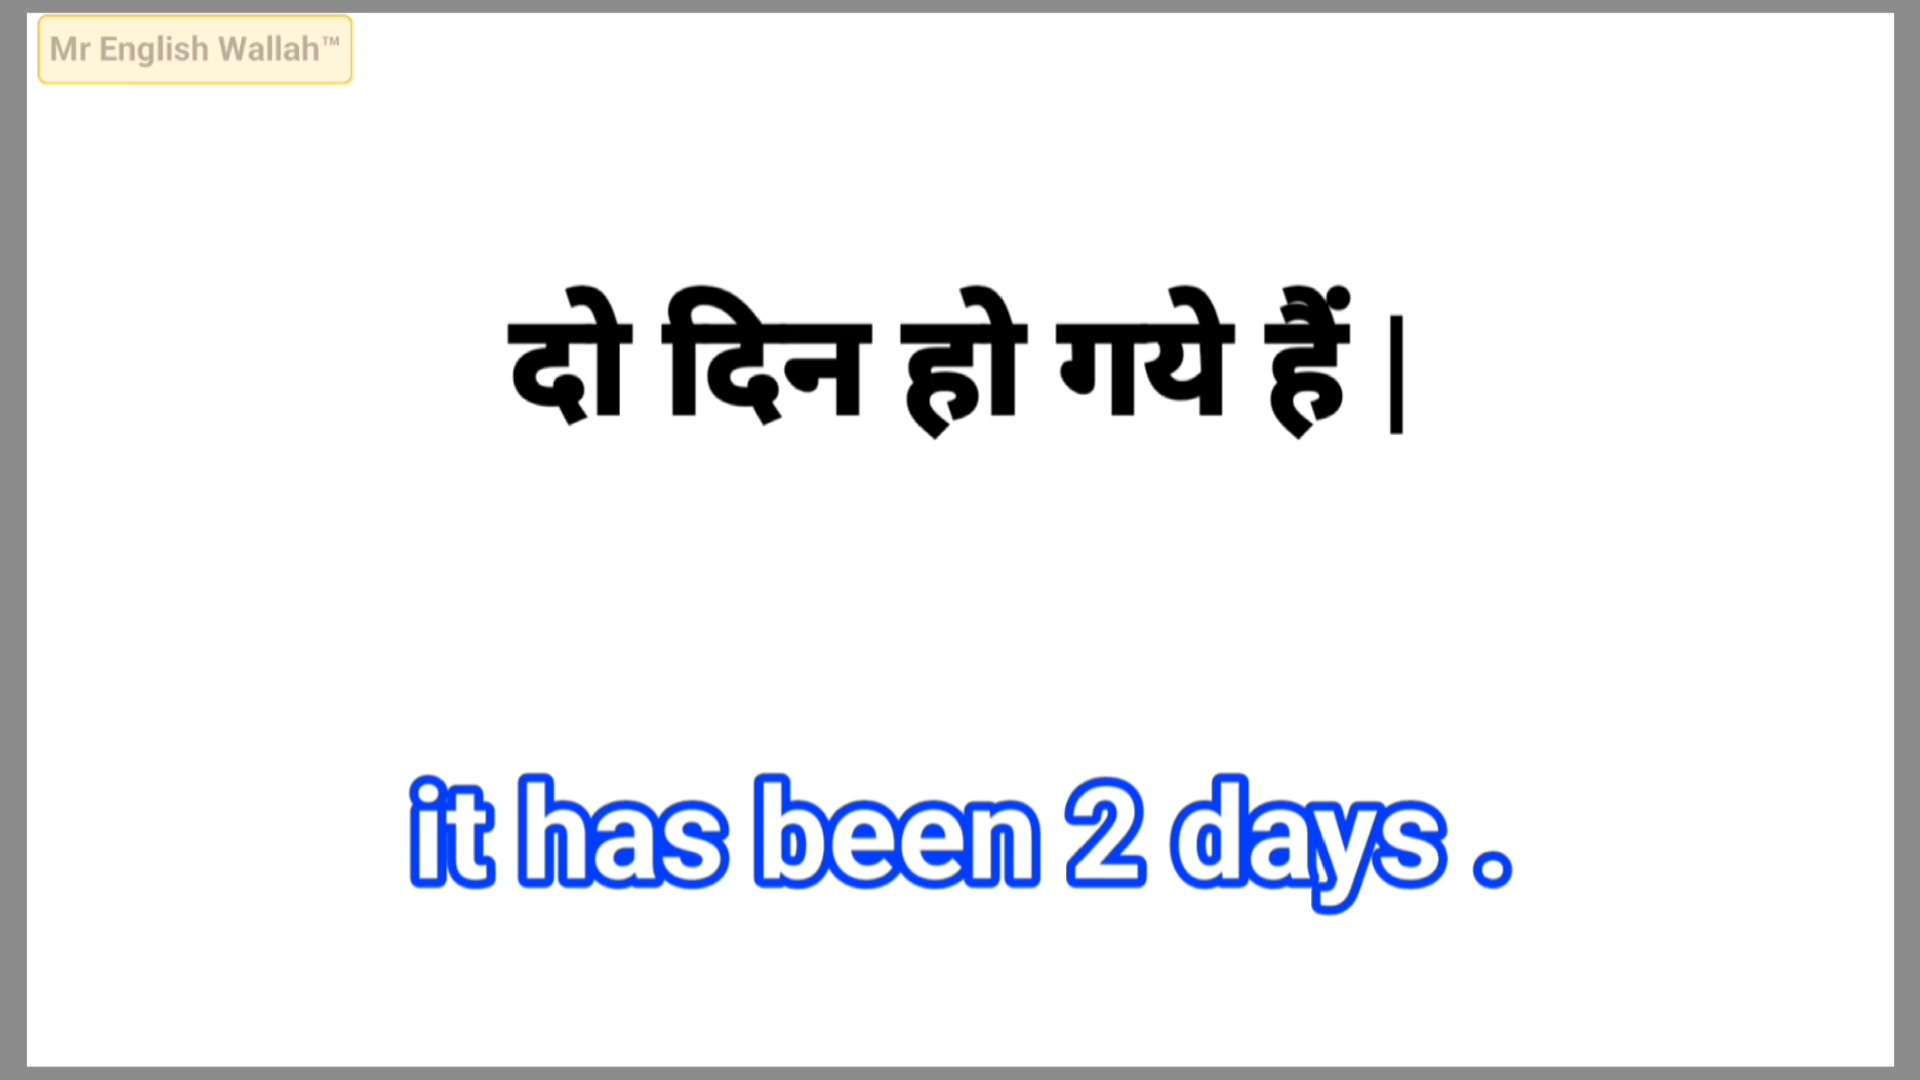 Mr English Wallah™
दो दिन हो गये हैं |
it has been 2 days .